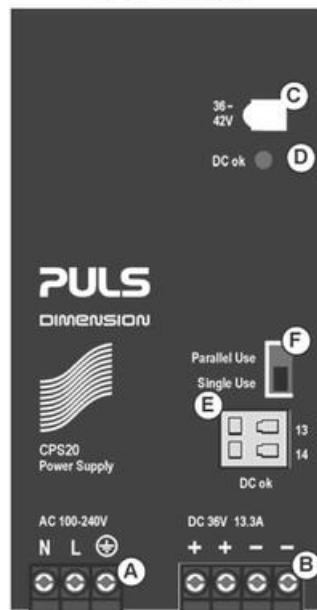 C
36-
42V
DC ok D
PULS
DIMENSION
F
Parallel Use
Single Use
E
13
14
DC ok
CPS20
Power Supply
AC 100-240V
N L
A
DC 36V 13.3A
+ + − −
B